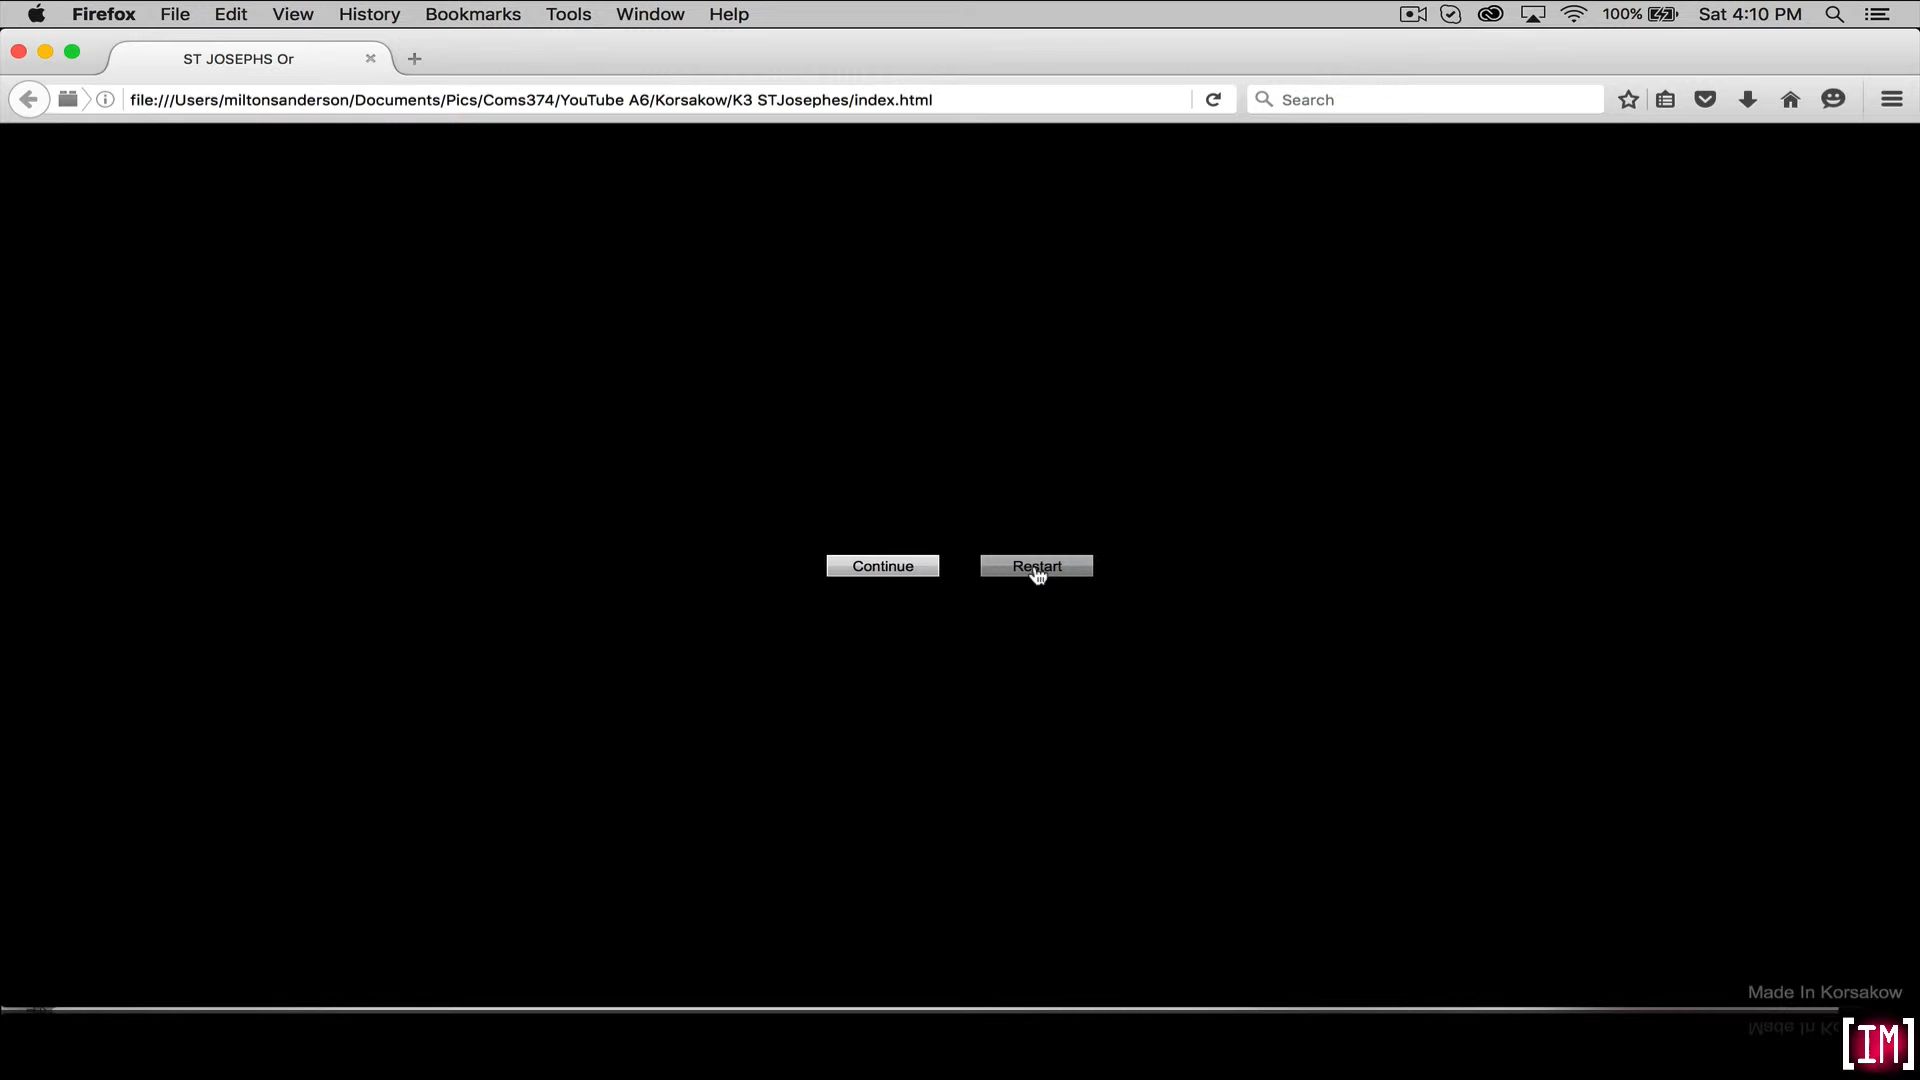 Firefox File Edit View History Bookmarks Tools Window Help 100% Sat 4:10 PM
ST JOSEPHS Or
file:///Users/miltonsanderson/Documents/Pics/Coms374/YouTube A6/Korsakow/K3 STJosephes/index.html Search
Continue Restart
Made In Korsakow
[IM]